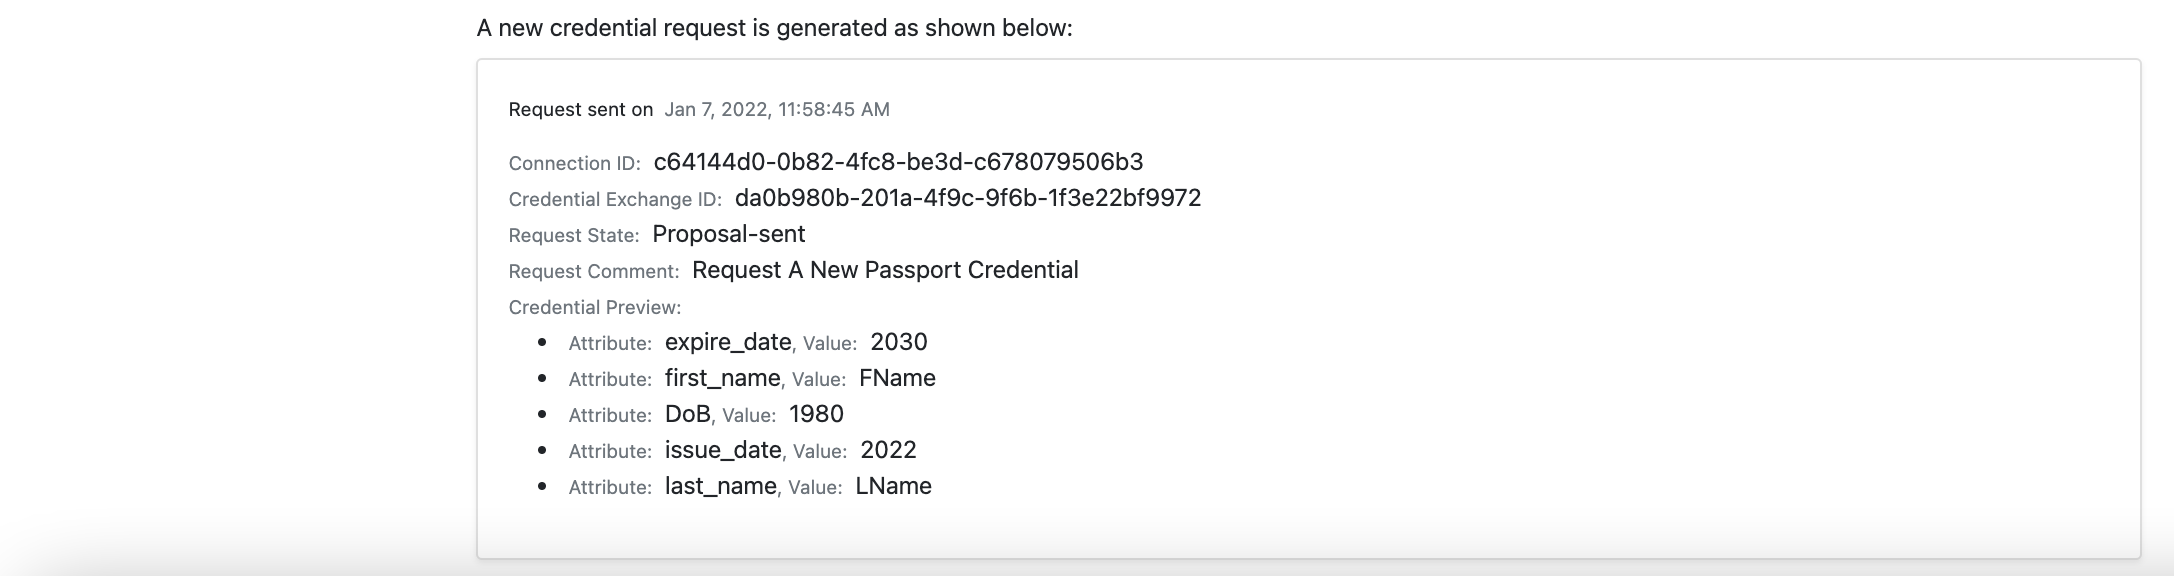 A new credential request is generated as shown below:
Request sent on Jan 7, 2022, 11:58:45 AM
Connection ID: c64144d0-0b82-4fc8-be3d-c678079506b3
Credential Exchange ID: da0b980b-201a-4f9c-9f6b-1f3e22bf9972
Request State: Proposal-sent
Request Comment: Request A New Passport Credential
Credential Preview:
• Attribute: expire_date, Value: 2030
• Attribute: first_name, Value: FName
• Attribute: DoB, Value: 1980
• Attribute: issue_date, Value: 2022
• Attribute: last_name, Value: LName